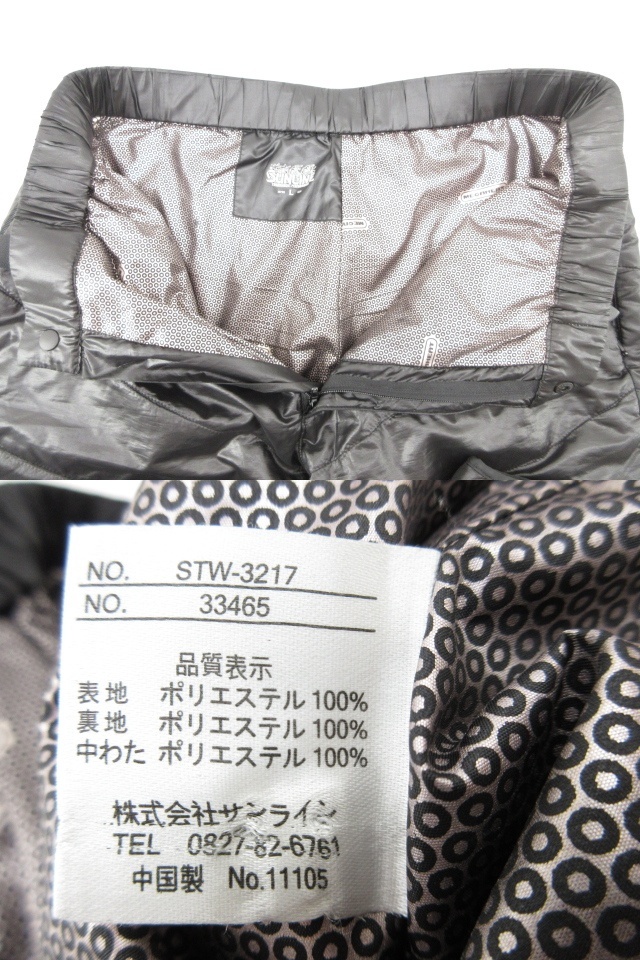 SUNLINE
L
NO. STW-3217
NO. 33465
品質表示
表地 ポリエステル 100%
裏地 ポリエステル 100%
中わた ポリエステル 100%
株式会社サンライン
TEL 0827-82-6761
中国製 No.11105